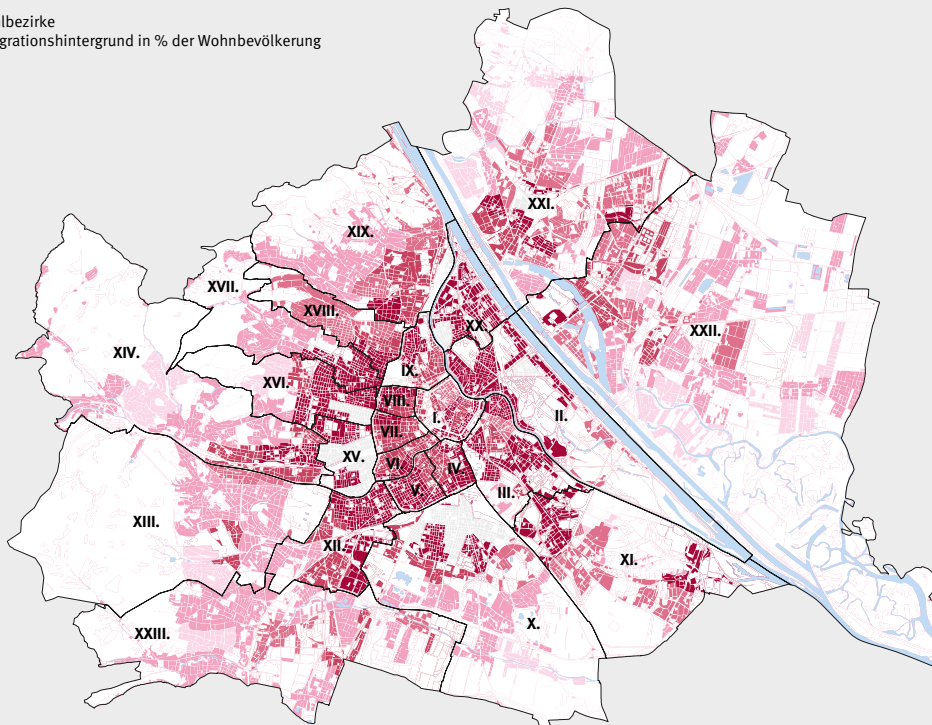 lbezirke
grationshintergrund in % der Wohnbevölkerung
XXI.
XIX.
XVII.
XVIII.
XX.
XXII.
XIV.
XVI.
IX.
VIII.
I.
II.
VII.
XV.
VI.
IV.
V.
III.
XIII.
XII.
XI.
X.
XXIII.